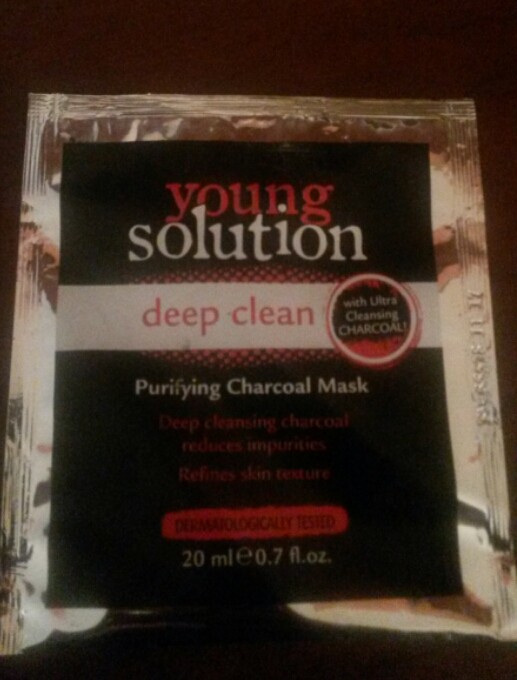 young
solution
deep clean
with Ultra
Cleansing
CHARCOAL!
Purifying Charcoal Mask
Deep cleansing charcoal
reduces impurities
Refines skin texture
DERMATOLOGICALLY TESTED
20 ml e 0.7 fl.oz.